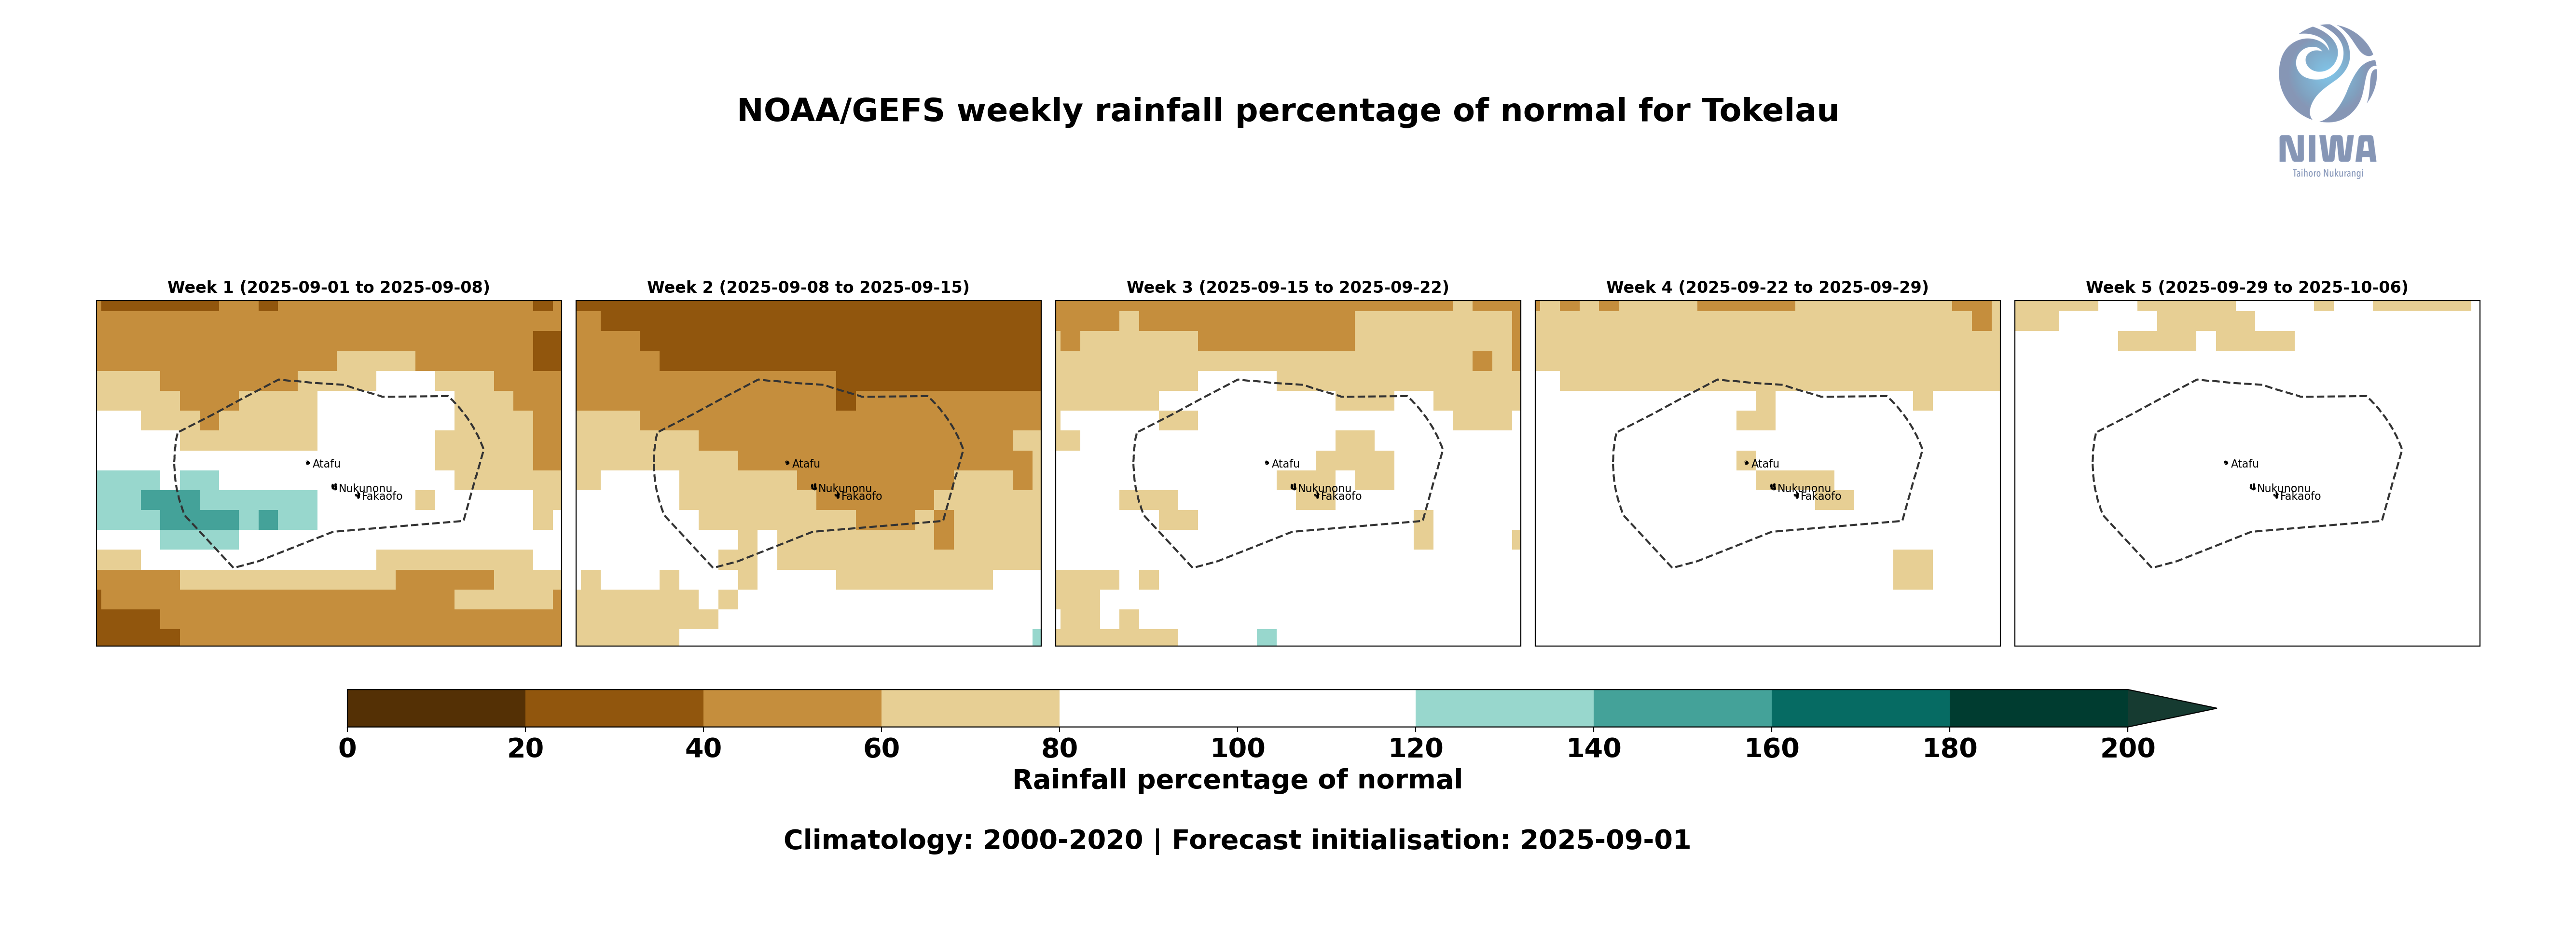 NOAA/GEFS weekly rainfall percentage of normal for Tokelau
NIWA
Taihoro Nukurangi
Week 1 (2025-09-01 to 2025-09-08)
Week 2 (2025-09-08 to 2025-09-15)
Week 3 (2025-09-15 to 2025-09-22)
Week 4 (2025-09-22 to 2025-09-29)
Week 5 (2025-09-29 to 2025-10-06)
Atafu
Nukunonu
Fakaofo
Atafu
Nukunonu
Fakaofo
Atafu
Nukunonu
Fakaofo
Atafu
Nukunonu
Fakaofo
Atafu
Nukunonu
Fakaofo
0 20 40 60 80 100 120 140 160 180 200
Rainfall percentage of normal
Climatology: 2000-2020 | Forecast initialisation: 2025-09-01